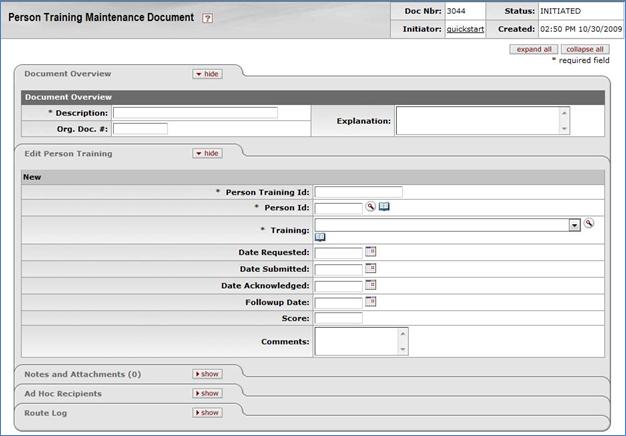 Person Training Maintenance Document ?
Doc Nbr: 3044 Status: INITIATED
Initiator: quickstart Created: 02:50 PM 10/30/2009
expand all collapse all
* required field
Document Overview hide
Document Overview
* Description: Explanation:
Org. Doc. #:
Edit Person Training hide
New
* Person Training Id:
* Person Id:
* Training:
Date Requested:
Date Submitted:
Date Acknowledged:
Followup Date:
Score:
Comments:
Notes and Attachments (0) show
Ad Hoc Recipients show
Route Log show